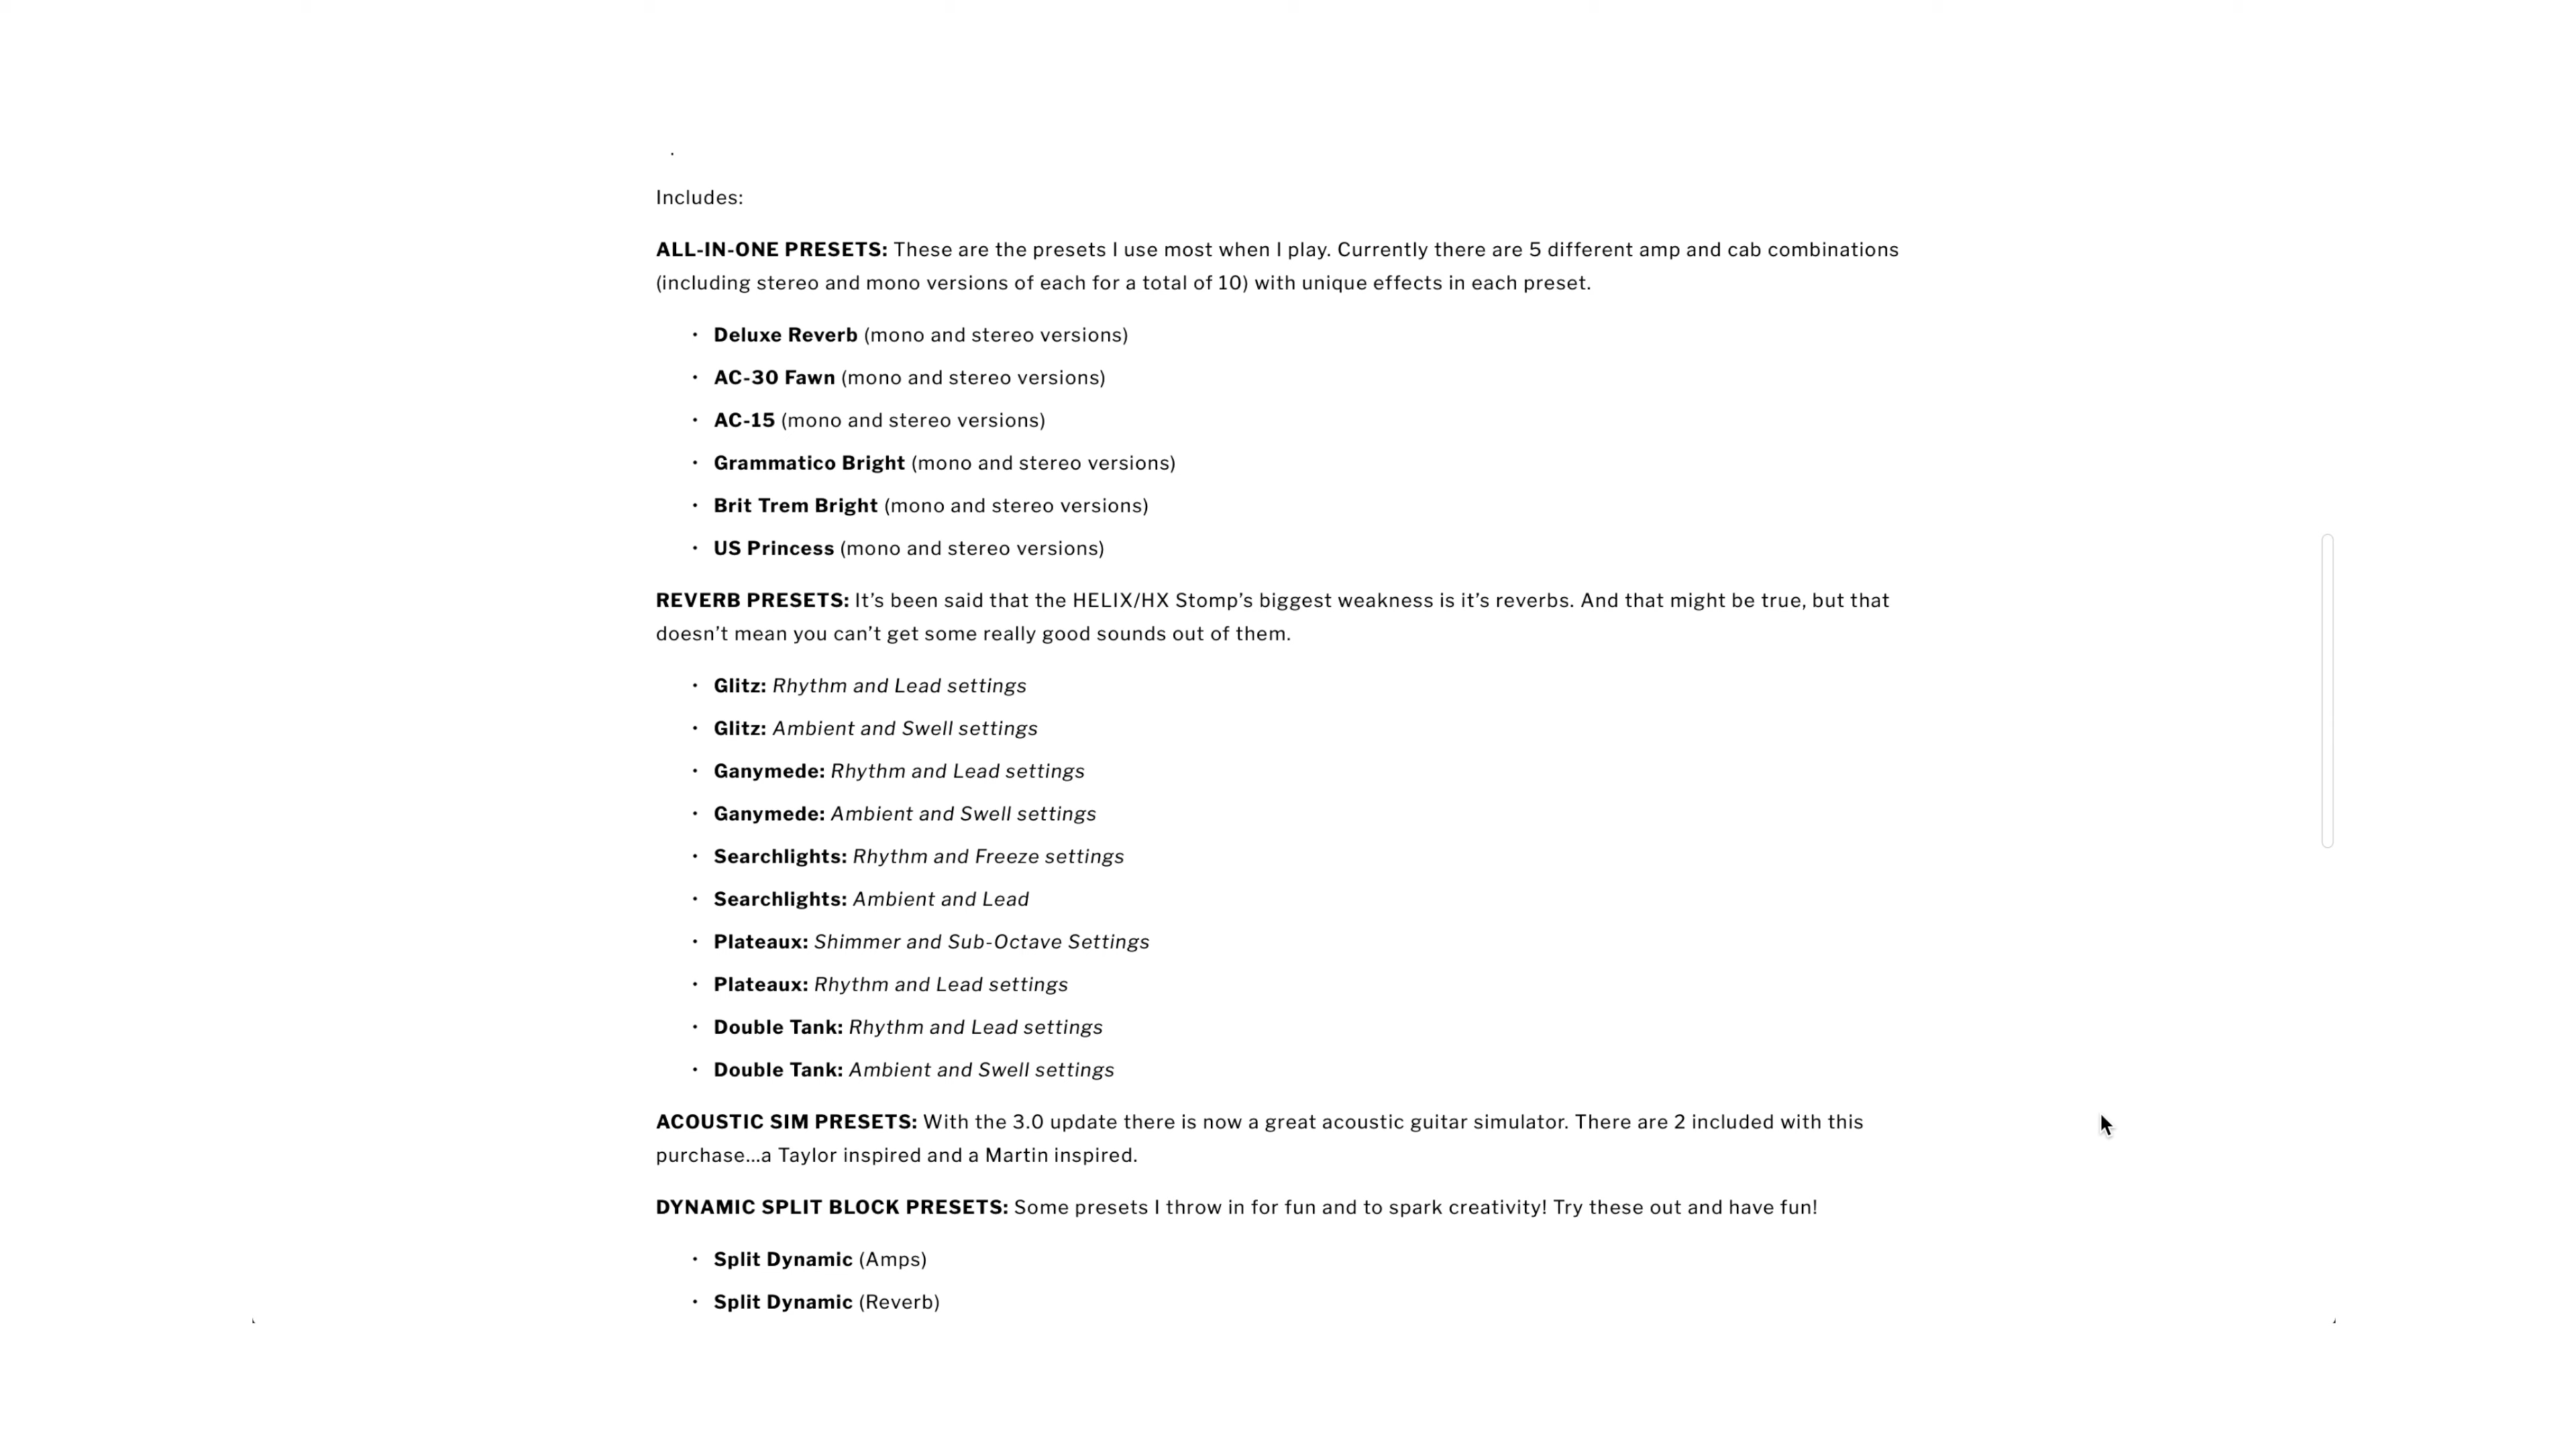 Includes:
ALL-IN-ONE PRESETS: These are the presets I use most when I play. Currently there are 5 different amp and cab combinations
(including stereo and mono versions of each for a total of 10) with unique effects in each preset.
• Deluxe Reverb (mono and stereo versions)
• AC-30 Fawn (mono and stereo versions)
• AC-15 (mono and stereo versions)
• Grammatico Bright (mono and stereo versions)
• Brit Trem Bright (mono and stereo versions)
• US Princess (mono and stereo versions)
REVERB PRESETS: It’s been said that the HELIX/HX Stomp’s biggest weakness is it’s reverbs. And that might be true, but that
doesn’t mean you can’t get some really good sounds out of them.
• Glitz: Rhythm and Lead settings
• Glitz: Ambient and Swell settings
• Ganymede: Rhythm and Lead settings
• Ganymede: Ambient and Swell settings
• Searchlights: Rhythm and Freeze settings
• Searchlights: Ambient and Lead
• Plateaux: Shimmer and Sub-Octave Settings
• Plateaux: Rhythm and Lead settings
• Double Tank: Rhythm and Lead settings
• Double Tank: Ambient and Swell settings
ACOUSTIC SIM PRESETS: With the 3.0 update there is now a great acoustic guitar simulator. There are 2 included with this
purchase...a Taylor inspired and a Martin inspired.
DYNAMIC SPLIT BLOCK PRESETS: Some presets I throw in for fun and to spark creativity! Try these out and have fun!
• Split Dynamic (Amps)
• Split Dynamic (Reverb)